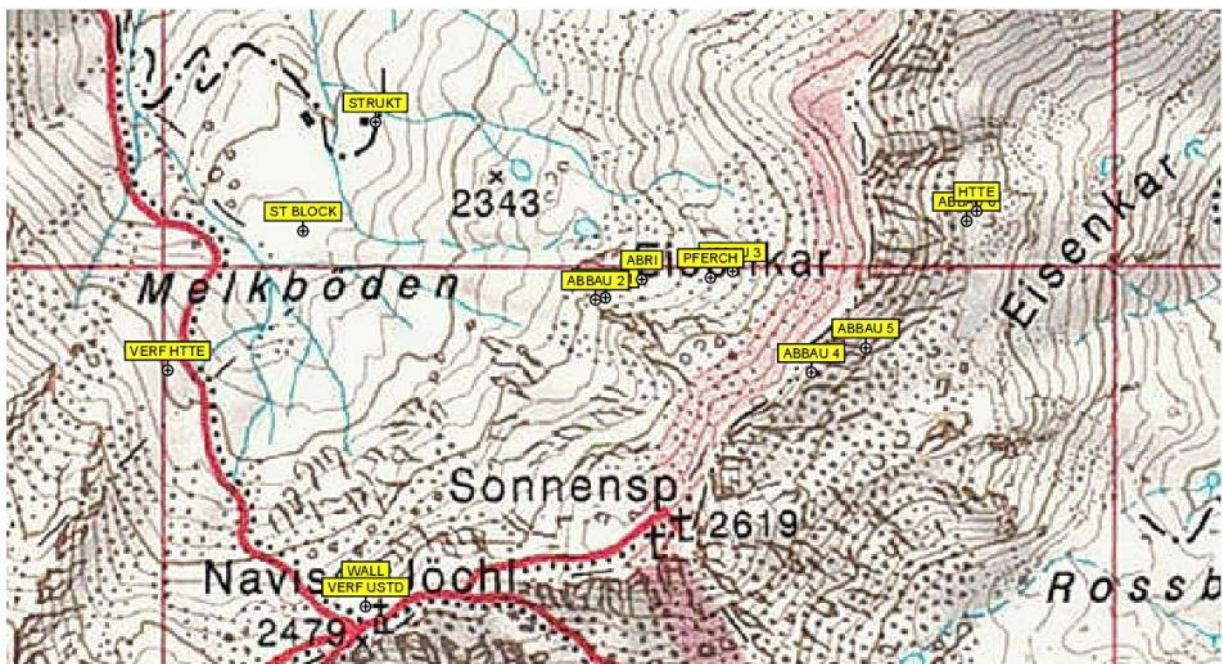 STRUKT
2343
HTTE
ST BLOCK
Eisenkar
ABRI
PFERCH
3
ABBAU 2
Melkböden
Eisenkar
ABBAU 5
VERF HTTE
ABBAU 4
Sonnensp.
2619
WALL
VERF USTD
2479
Rossb